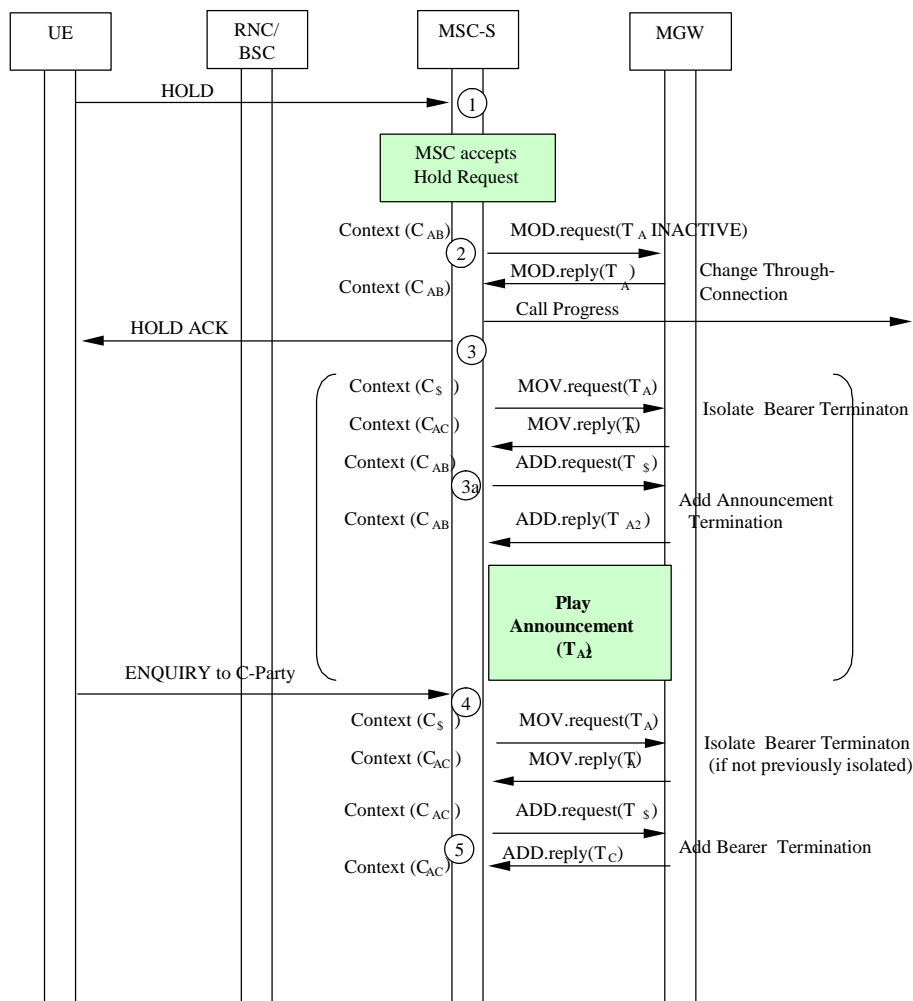 UE
RNC/
BSC
MSC-S
MGW
HOLD
1
MSC accepts
Hold Request
Context (C AB)
MOD.request(T A INACTIVE)
2
MOD.reply(T A)
Change Through-
Connection
Context (C AB)
Call Progress
HOLD ACK
3
Context (C $ )
MOV.request(T A)
Isolate Bearer Terminaton
Context (C AC)
MOV.reply(T A)
Context (C AB)
ADD.request(T $)
3a
Add Announcement
Termination
Context (C AB
ADD.reply(T A2)
Play
Announcement
(T A2)
ENQUIRY to C-Party
4
Context (C $ )
MOV.request(T A)
Isolate Bearer Terminaton
(if not previously isolated)
Context (C AC)
MOV.reply(T A)
Context (C AC)
ADD.request(T $)
5
Add Bearer Termination
Context (C AC)
ADD.reply(T C)